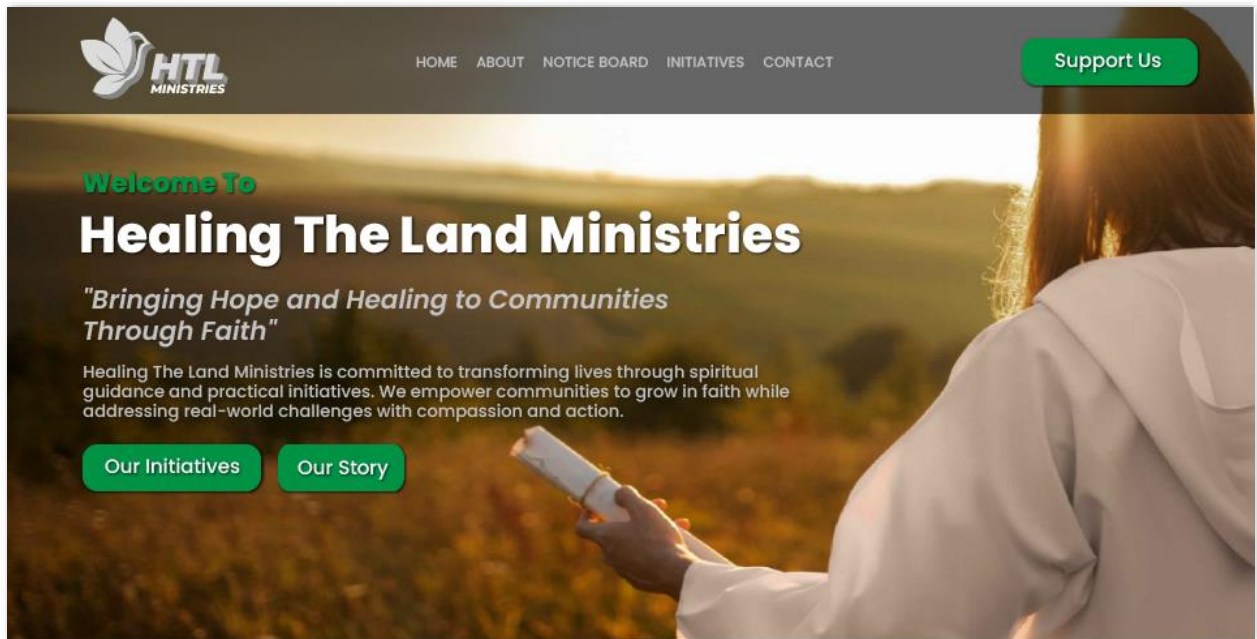 HTL
MINISTRIES
HOME ABOUT NOTICE BOARD INITIATIVES CONTACT
Support Us
Welcome To
Healing The Land Ministries
"Bringing Hope and Healing to Communities
Through Faith"
Healing The Land Ministries is committed to transforming lives through spiritual
guidance and practical initiatives. We empower communities to grow in faith while
addressing real-world challenges with compassion and action.
Our Initiatives Our Story